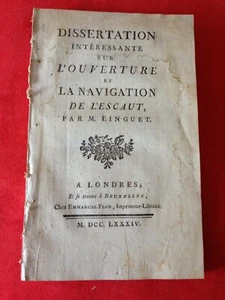 DISSERTATION
INTÉRESSANTE
SUR
L'OUVERTURE
ET
LA NAVIGATION
DE L'ESCAUT,
PAR M. LINGUET.
A LONDRES;
Et se trouve à BRUXELLES,
Chez EMMANUEL FLON, Imprimeur-Libraire.
M. DCC. LXXXIV.